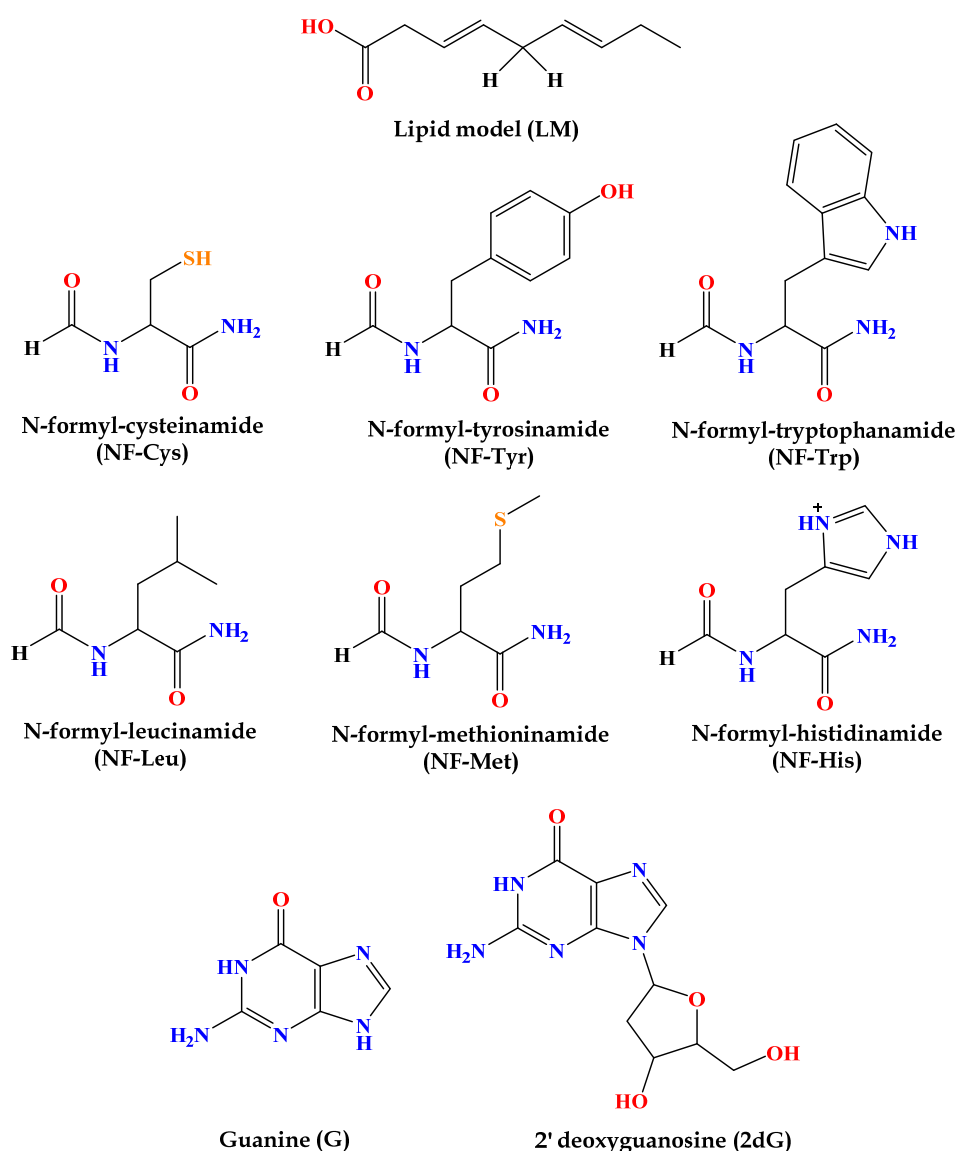 HO
O
H H
Lipid model (LM)
SH
O
H
N
H
NH2
O
N-formyl-cysteinamide
(NF-Cys)
OH
O
H
N
H
NH2
O
N-formyl-tyrosinamide
(NF-Tyr)
NH
O
H
N
H
NH2
O
N-formyl-tryptophanamide
(NF-Trp)
O
H
N
H
NH2
O
N-formyl-leucinamide
(NF-Leu)
S
O
H
N
H
NH2
O
N-formyl-methioninamide
(NF-Met)
+
HN
NH
O
H
N
H
NH2
O
N-formyl-histidinamide
(NF-His)
O
HN N
H2N N N
H
Guanine (G)
O
HN N
H2N N N
O
OH
HO
2' deoxyguanosine (2dG)